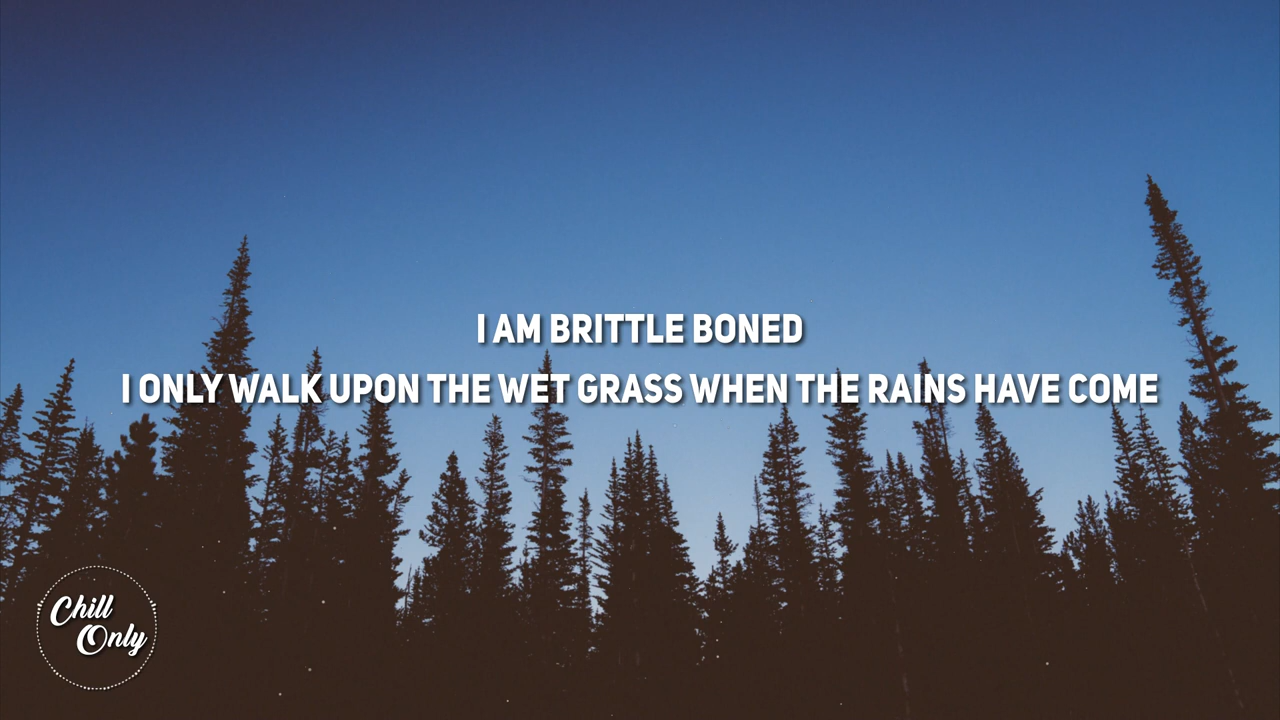 I AM BRITTLE BONED
I ONLY WALK UPON THE WET GRASS WHEN THE RAINS HAVE COME
Chill
Only